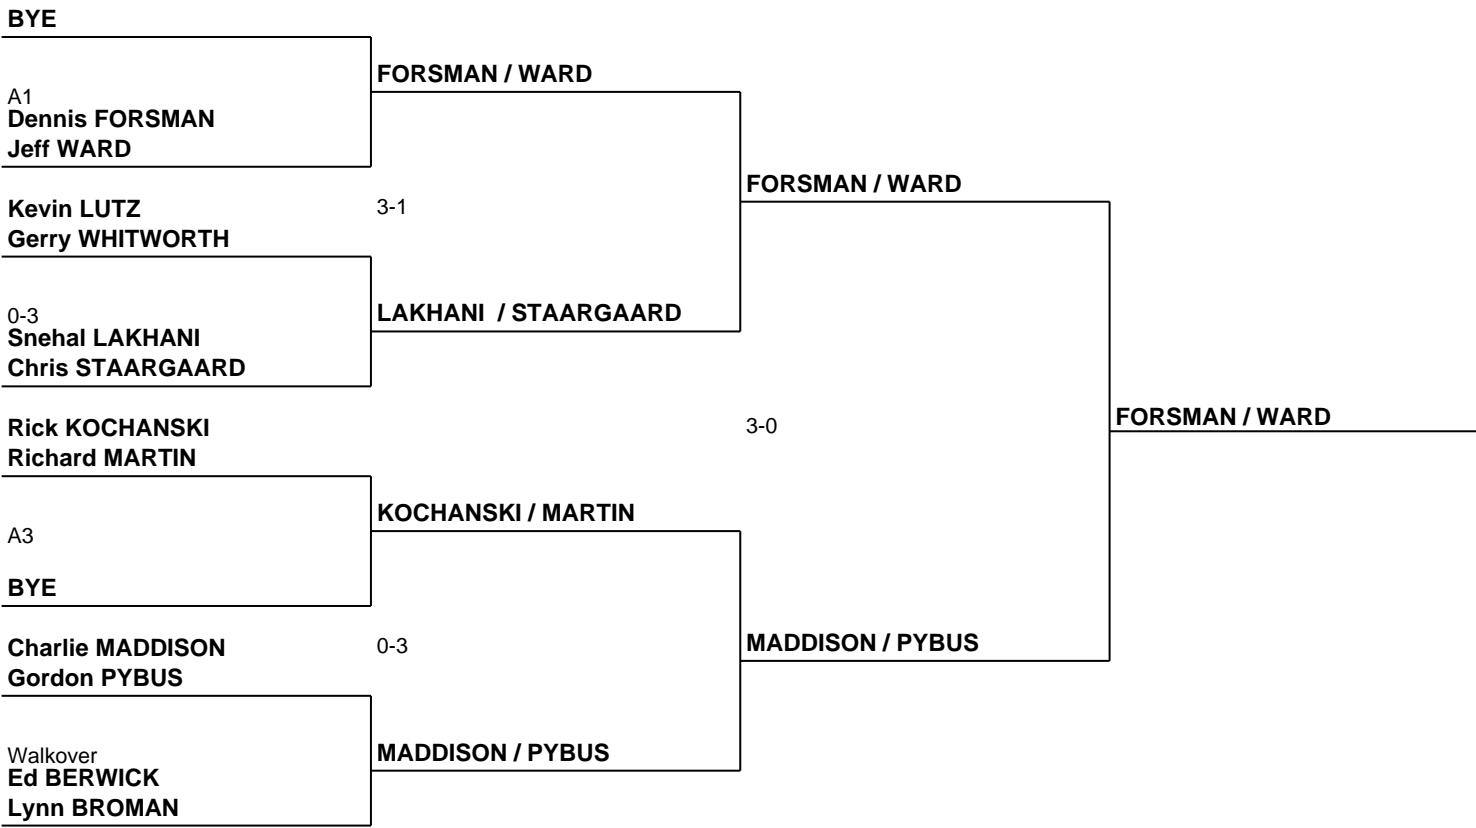 BYE
A1
Dennis FORSMAN
Jeff WARD
Kevin LUTZ
Gerry WHITWORTH
0-3
Snehal LAKHANI
Chris STAARGAARD
Rick KOCHANSKI
Richard MARTIN
A3
BYE
Charlie MADDISON
Gordon PYBUS
Walkover
Ed BERWICK
Lynn BROMAN
FORSMAN / WARD
3-1
LAKHANI / STAARGAARD
KOCHANSKI / MARTIN
0-3
MADDISON / PYBUS
FORSMAN / WARD
3-0
MADDISON / PYBUS
FORSMAN / WARD